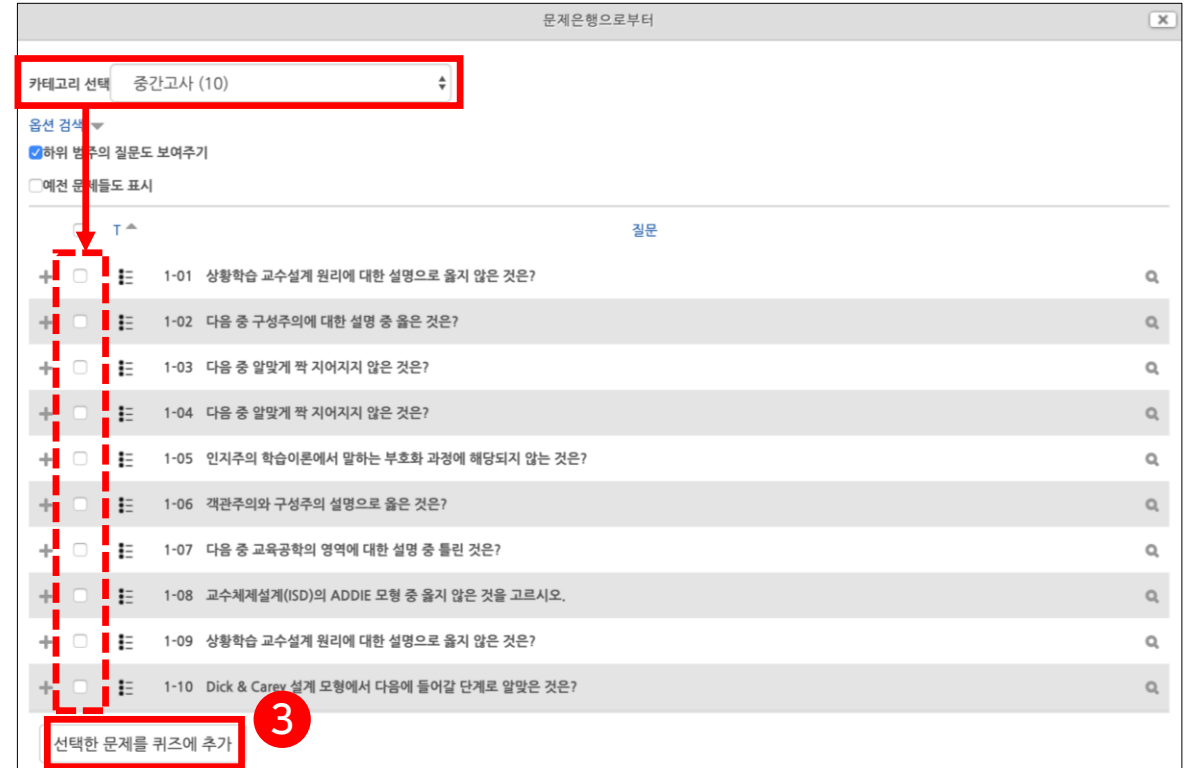 문제은행으로부터
카테고리 선택 중간고사 (10)
옵션 검색
하위 범주의 질문도 보여주기
예전 문제들도 표시
T 질문
1-01 상황학습 교수설계 원리에 대한 설명으로 옳지 않은 것은?
1-02 다음 중 구성주의에 대한 설명 중 옳은 것은?
1-03 다음 중 알맞게 짝 지어지지 않은 것은?
1-04 다음 중 알맞게 짝 지어지지 않은 것은?
1-05 인지주의 학습이론에서 말하는 부호화 과정에 해당되지 않는 것은?
1-06 객관주의와 구성주의 설명으로 옳은 것은?
1-07 다음 중 교육공학의 영역에 대한 설명 중 틀린 것은?
1-08 교수체제설계(ISD)의 ADDIE 모형 중 옳지 않은 것을 고르시오.
1-09 상황학습 교수설계 원리에 대한 설명으로 옳지 않은 것은?
1-10 Dick & Carey 설계 모형에서 다음에 들어갈 단계로 알맞은 것은?
3
선택한 문제를 퀴즈에 추가